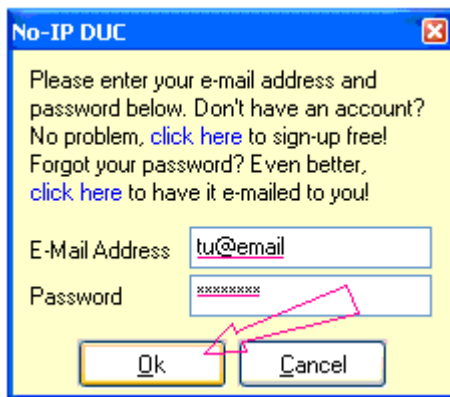 No-IP DUC
Please enter your e-mail address and
password below. Don't have an account?
No problem, click here to sign-up free!
Forgot your password? Even better,
click here to have it e-mailed to you!
E-Mail Address tu@email
Password xxxxxxxx
Ok Cancel